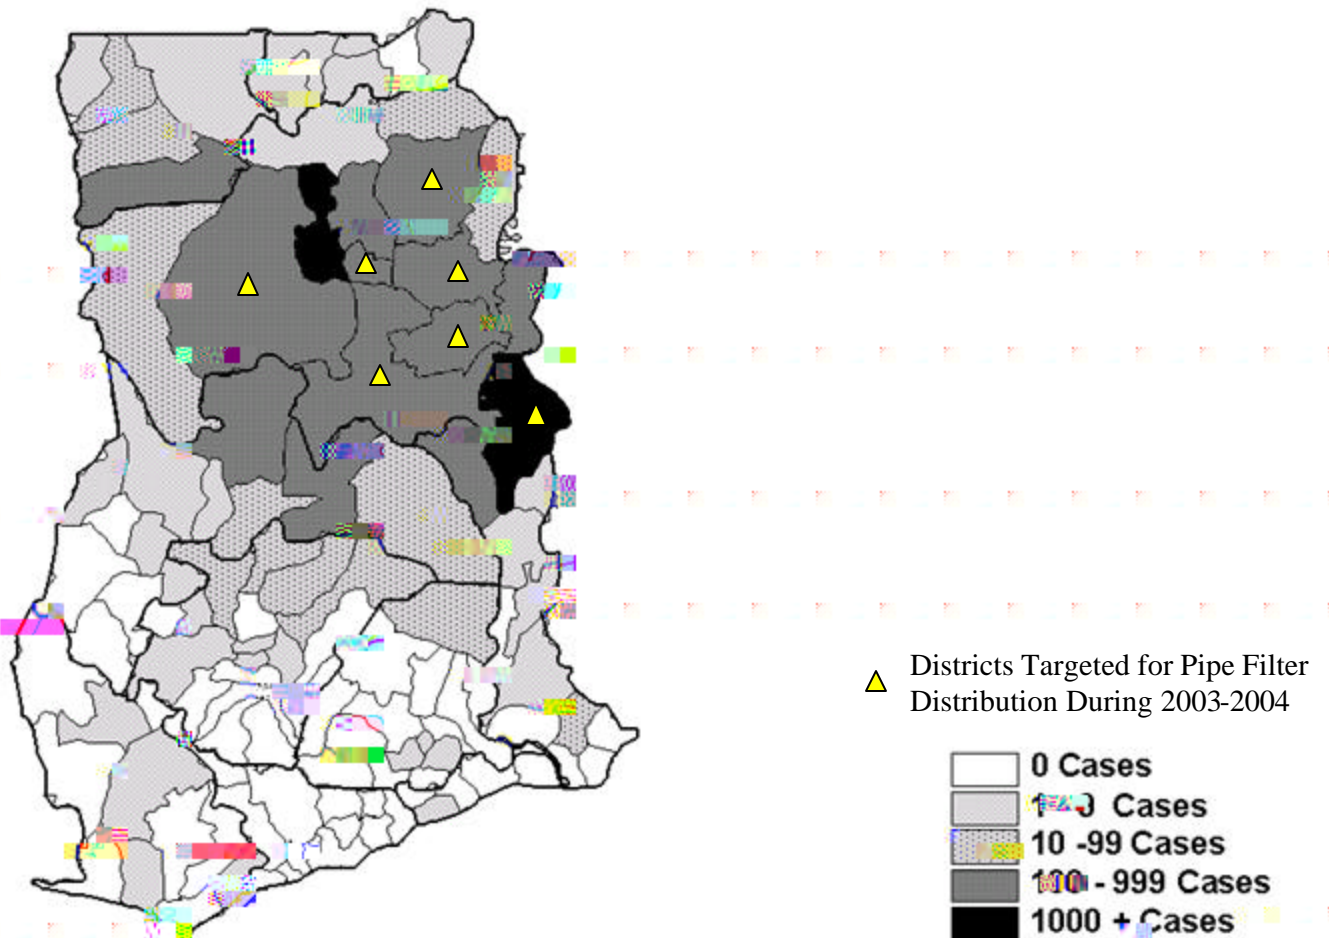 Districts Targeted for Pipe Filter
Distribution During 2003-2004
0 Cases
Cases
10 -99 Cases
- 999 Cases
1000 + Cases